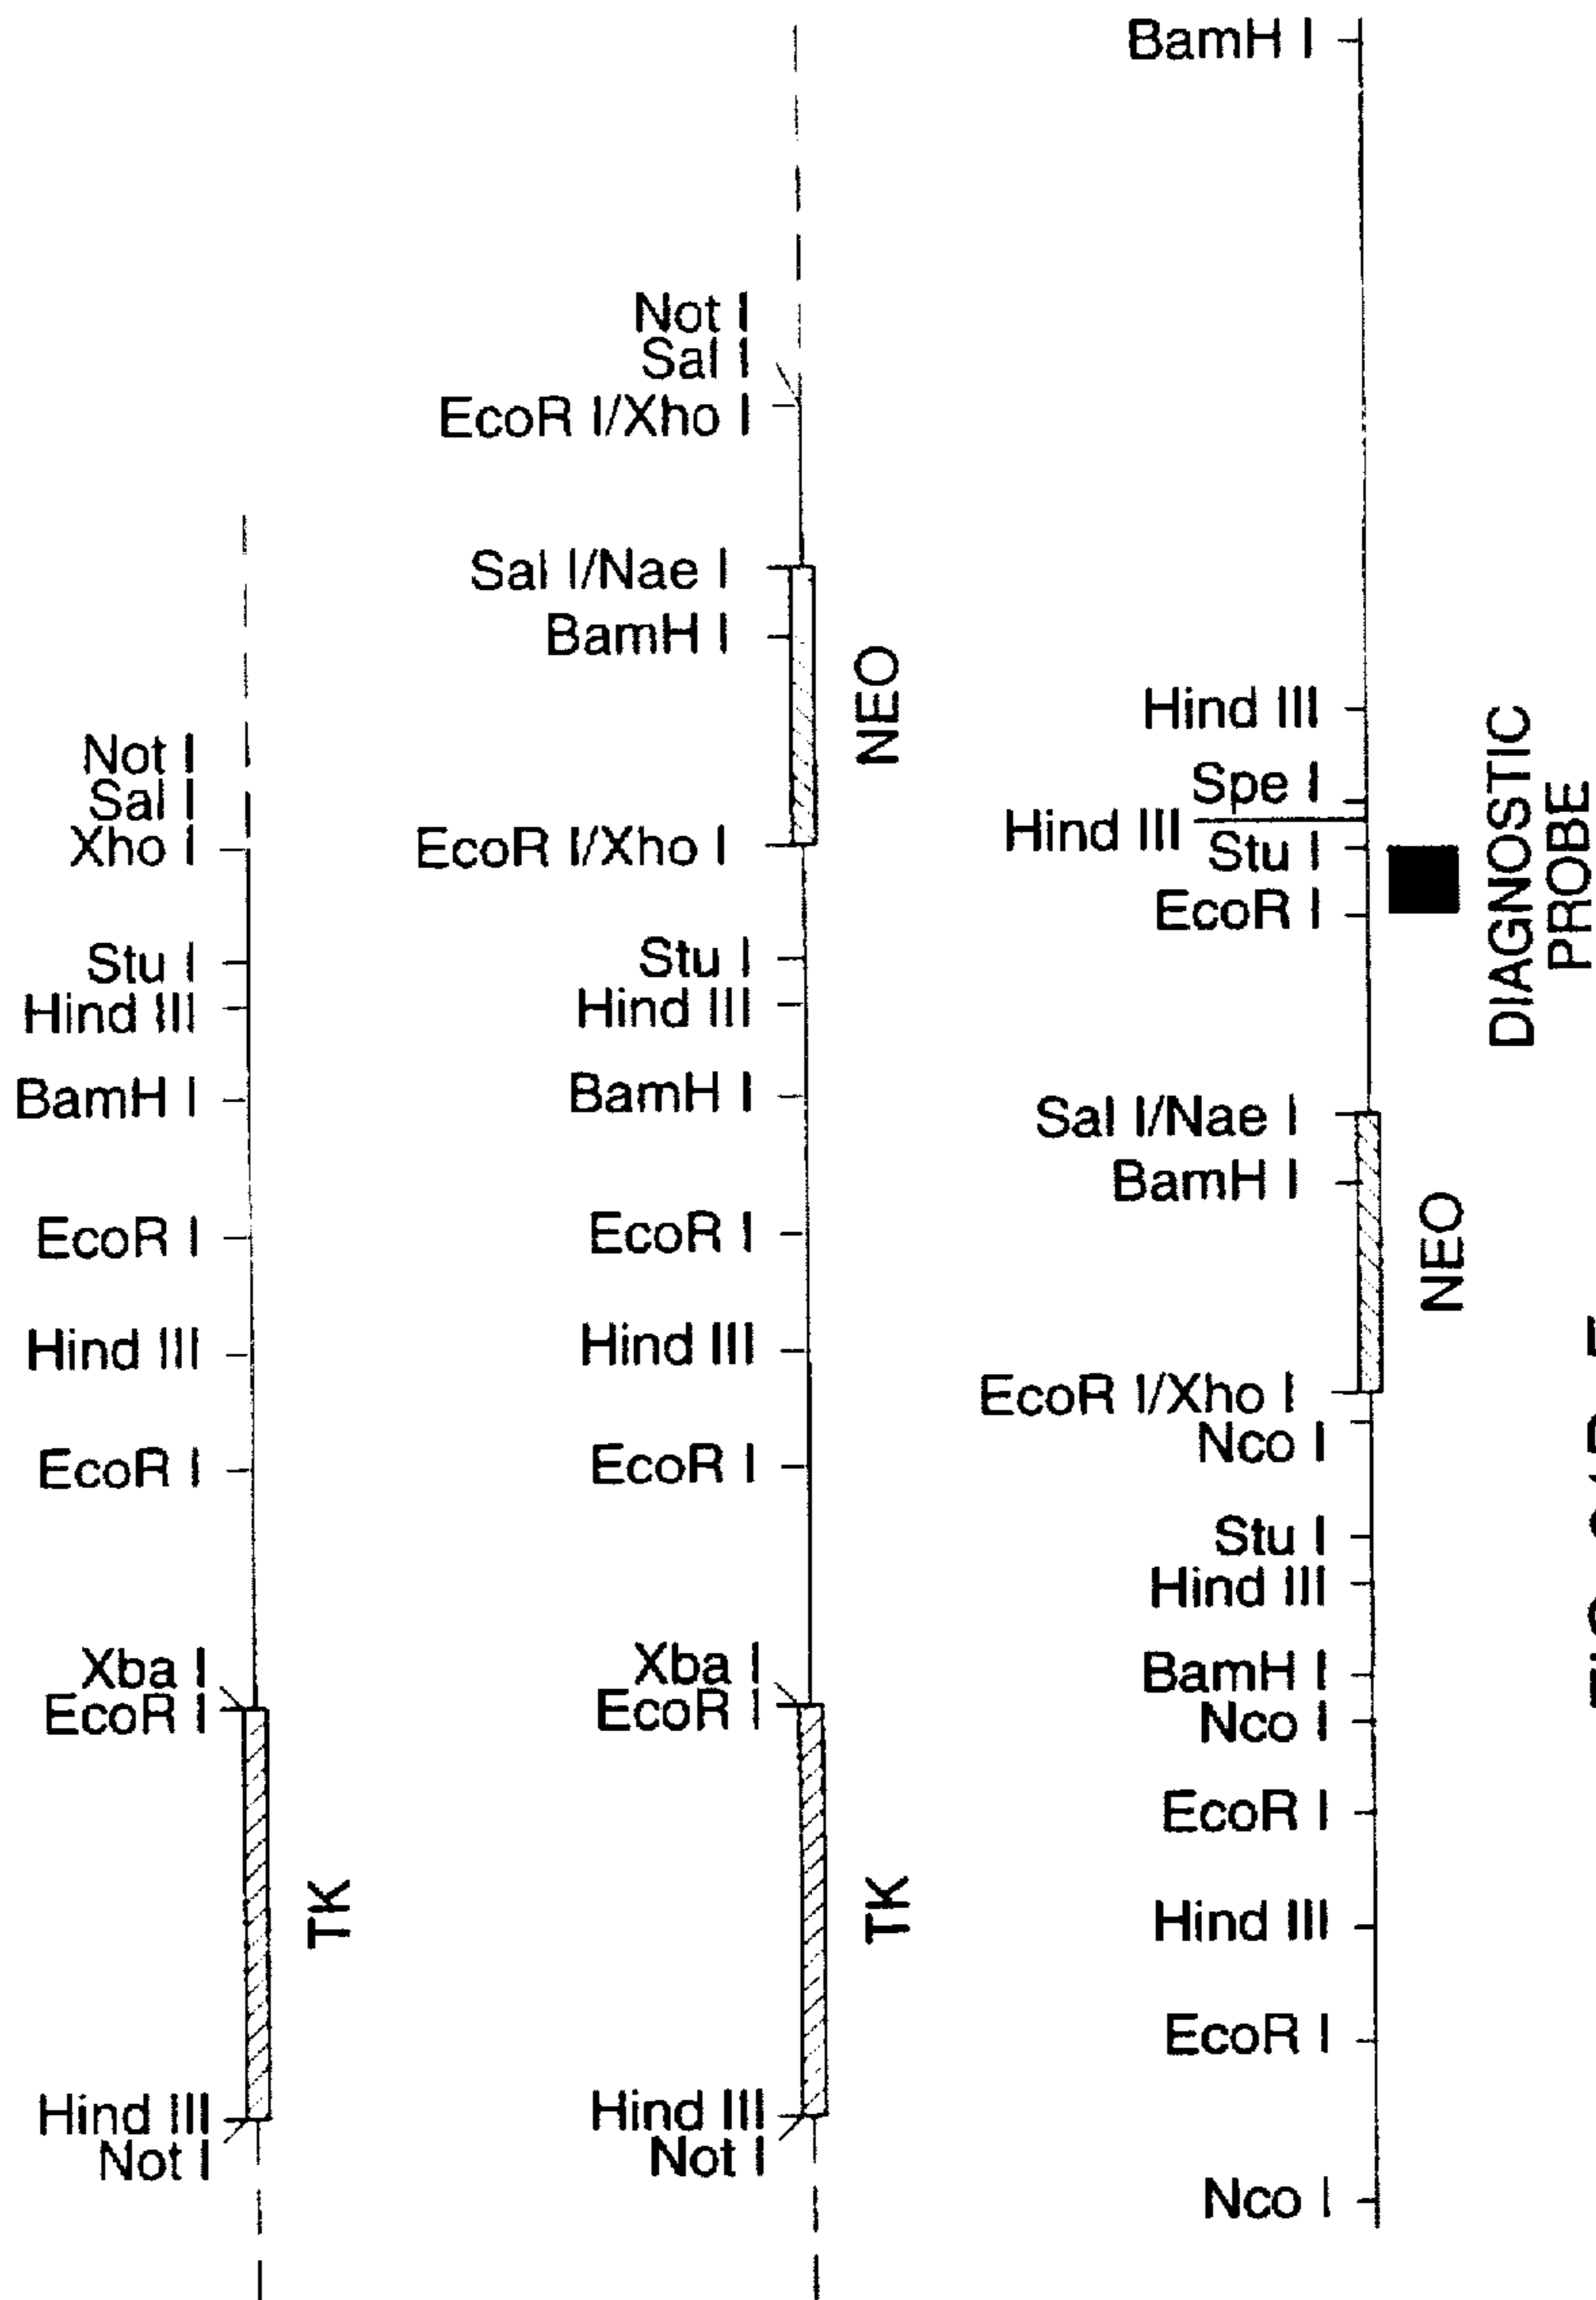 Not I
Sal I
Xho I
Stu I
Hind III
BamH I
EcoR I
Hind III
EcoR I
Xba I
EcoR I
TK
Hind III
Not I
Not I
Sal I
EcoR I/Xho I
Sal I/Nae I
BamH I
NEO
EcoR I/Xho I
Stu I
Hind III
BamH I
EcoR I
Hind III
EcoR I
Xba I
EcoR I
TK
Hind III
Not I
BamH I
Hind III
Spe I
Hind III
Stu I
EcoR I
DIAGNOSTIC
PROBE
Sal I/Nae I
BamH I
NEO
EcoR I/Xho I
Nco I
Stu I
Hind III
BamH I
Nco I
EcoR I
Hind III
EcoR I
Nco I